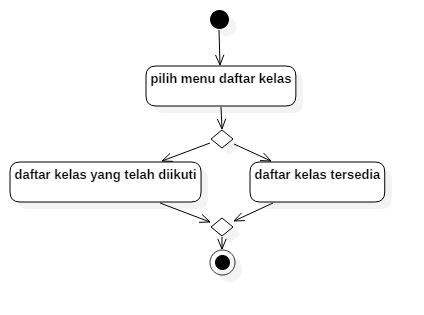 pilih menu daftar kelas
daftar kelas yang telah diikuti
daftar kelas tersedia